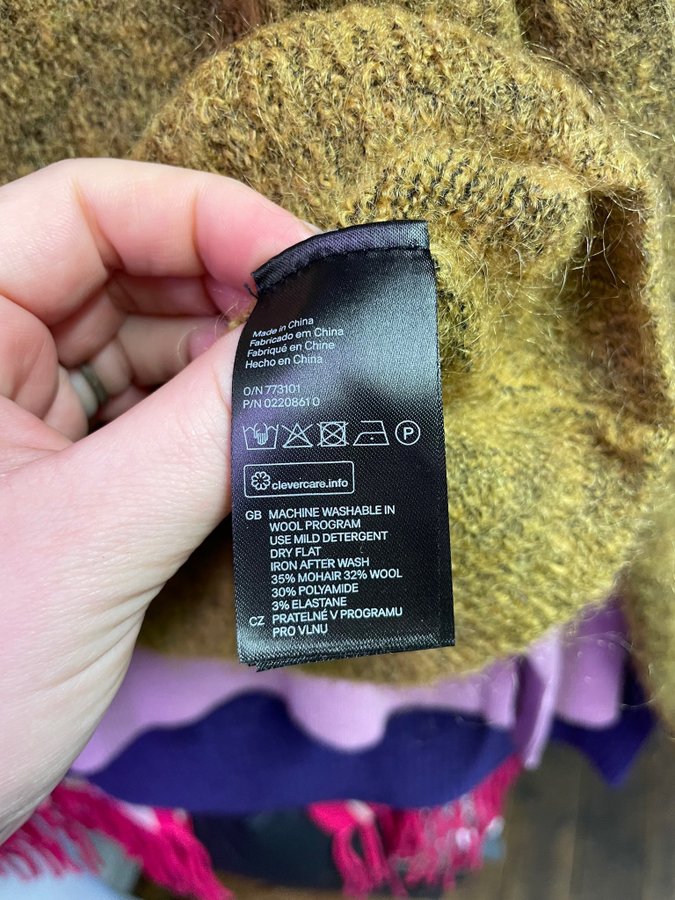 Made in China
Fabricado em China
Fabriqué en Chine
Hecho en China
O/N 773101
P/N 0220861 0
P
clevercare.info
GB MACHINE WASHABLE IN
WOOL PROGRAM
USE MILD DETERGENT
DRY FLAT
IRON AFTER WASH
35% MOHAIR 32% WOOL
30% POLYAMIDE
3% ELASTANE
CZ PRATELNÉ V PROGRAMU
PRO VLNU